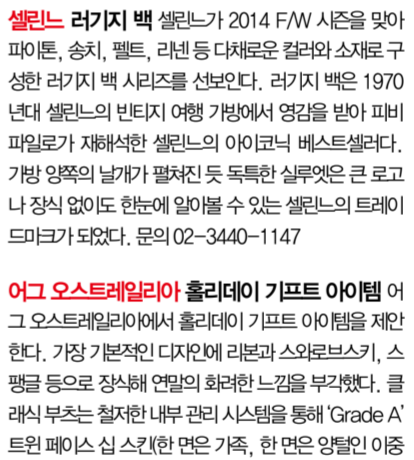 셀린느 러기지 백 셀린느가 2014 F/W 시즌을 맞아
파이톤, 송치, 펠트, 리넨 등 다채로운 컬러와 소재로 구
성한 러기지 백 시리즈를 선보인다. 러기지 백은 1970
년대 셀린느의 빈티지 여행 가방에서 영감을 받아 피비
파일로가 재해석한 셀린느의 아이코닉 베스트셀러다.
가방 양쪽의 날개가 펼쳐진 듯 독특한 실루엣은 큰 로고
나 장식 없이도 한눈에 알아볼 수 있는 셀린느의 트레이
드마크가 되었다. 문의 02-3440-1147
어그 오스트레일리아 홀리데이 기프트 아이템 어
그 오스트레일리아에서 홀리데이 기프트 아이템을 제안
한다. 가장 기본적인 디자인에 리본과 스와로브스키, 스
팽글 등으로 장식해 연말의 화려한 느낌을 부각했다. 클
래식 부츠는 철저한 내부 관리 시스템을 통해 ‘Grade A’
트윈 페이스 십 스킨(한 면은 가족, 한 면은 양털인 이중